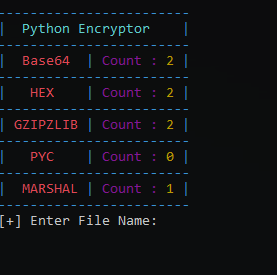 -------------------------
|  Python Encryptor    |
-------------------------
|  Base64  | Count : 2 |
-------------------------
|  HEX    | Count : 2 |
-------------------------
| GZIPZLIB | Count : 2 |
-------------------------
|   PYC    | Count : 0 |
-------------------------
|  MARSHAL | Count : 1 |
-------------------------
[+] Enter File Name: